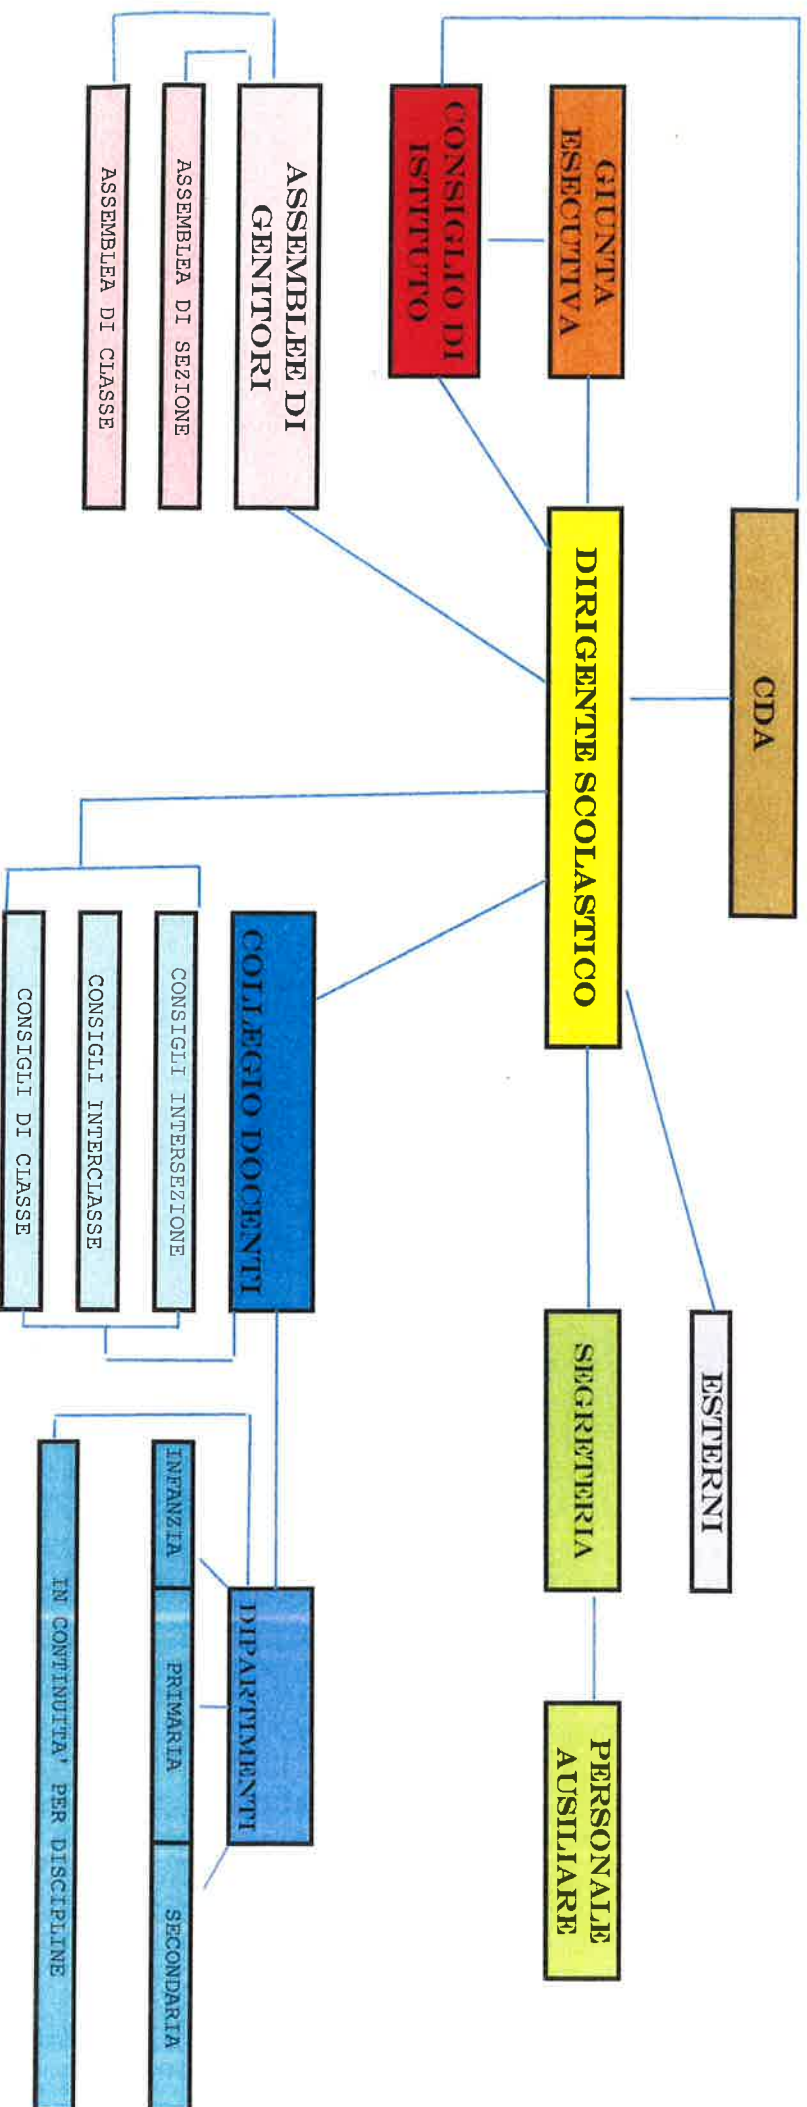 CDA
ESTERNI
GIUNTA
ESECUTIVA
DIRIGENTE SCOLASTICO
SEGRETERIA
PERSONALE
AUSILIARE
CONSIGLIO DI
ISTITUTO
ASSEMBLEE DI
GENITORI
COLLEGIO DOCENTI
DIPARTIMENTI
ASSEMBLEA DI SEZIONE
CONSIGLI INTERSEZIONE
INFANZIA
PRIMARIA
SECONDARIA
ASSEMBLEA DI CLASSE
CONSIGLI INTERCLASSE
CONSIGLI DI CLASSE
IN CONTINUITA' PER DISCIPLINE